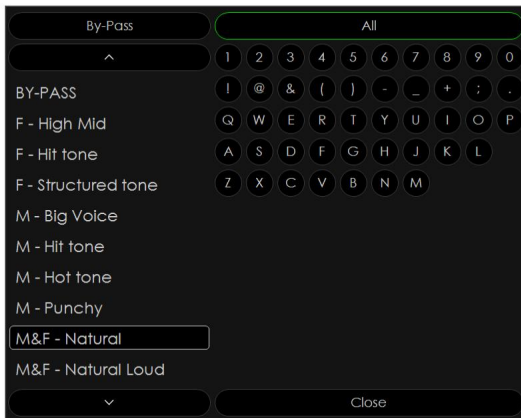 By-Pass
All
BY-PASS
F - High Mid
F - Hit tone
F - Structured tone
M - Big Voice
M - Hit tone
M - Hot tone
M - Punchy
M&F - Natural
M&F - Natural Loud
1 2 3 4 5 6 7 8 9 0
! @ & ( ) - _ + ; .
Q W E R T Y U I O P
A S D F G H J K L
Z X C V B N M
Close